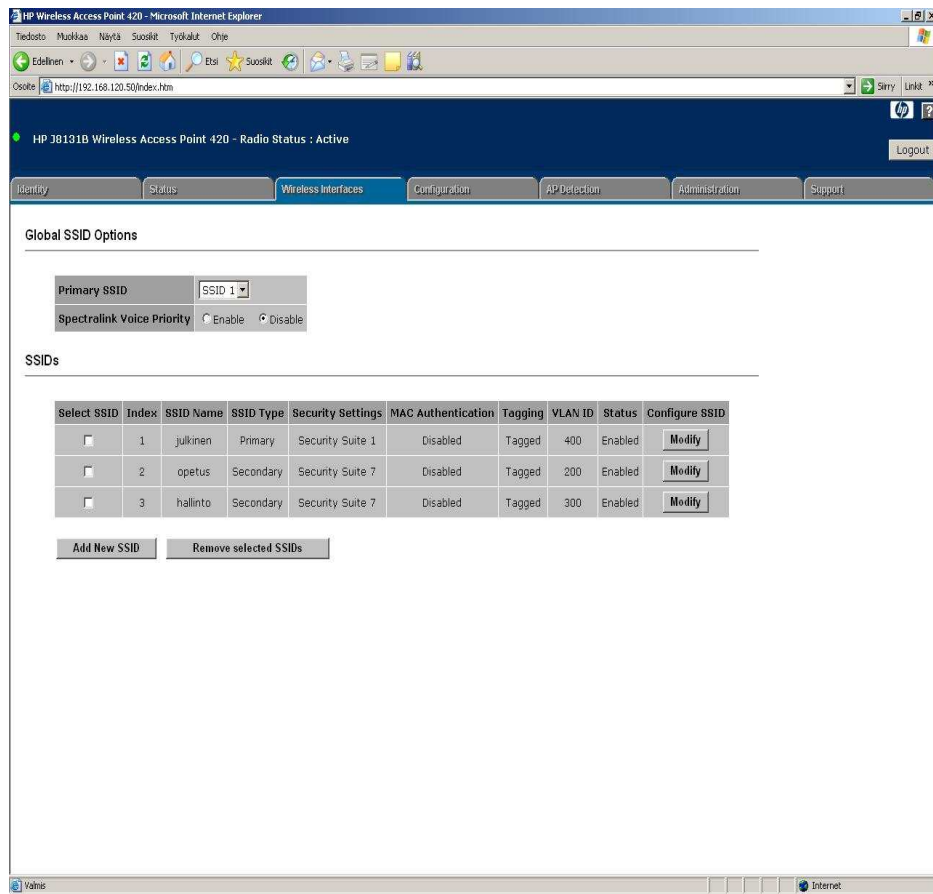 HP Wireless Access Point 420 - Microsoft Internet Explorer
Tiedosto Muokkaa Näytä Suosikit Työkalut Ohje
Edellinen Etsi Suosikit
Osoite http://192.168.120.50/index.htm Siirry Linkit »
hp ?
HP J8131B Wireless Access Point 420 - Radio Status : Active
Logout
Identity Status Wireless Interfaces Configuration AP Detection Administration Support
Global SSID Options
Primary SSID SSID 1
Spectralink Voice Priority Enable Disable
SSIDs
Select SSID Index SSID Name SSID Type Security Settings MAC Authentication Tagging VLAN ID Status Configure SSID
1 julkinen Primary Security Suite 1 Disabled Tagged 400 Enabled Modify
2 opetus Secondary Security Suite 7 Disabled Tagged 200 Enabled Modify
3 hallinto Secondary Security Suite 7 Disabled Tagged 300 Enabled Modify
Add New SSID Remove selected SSIDs
Valmis Internet